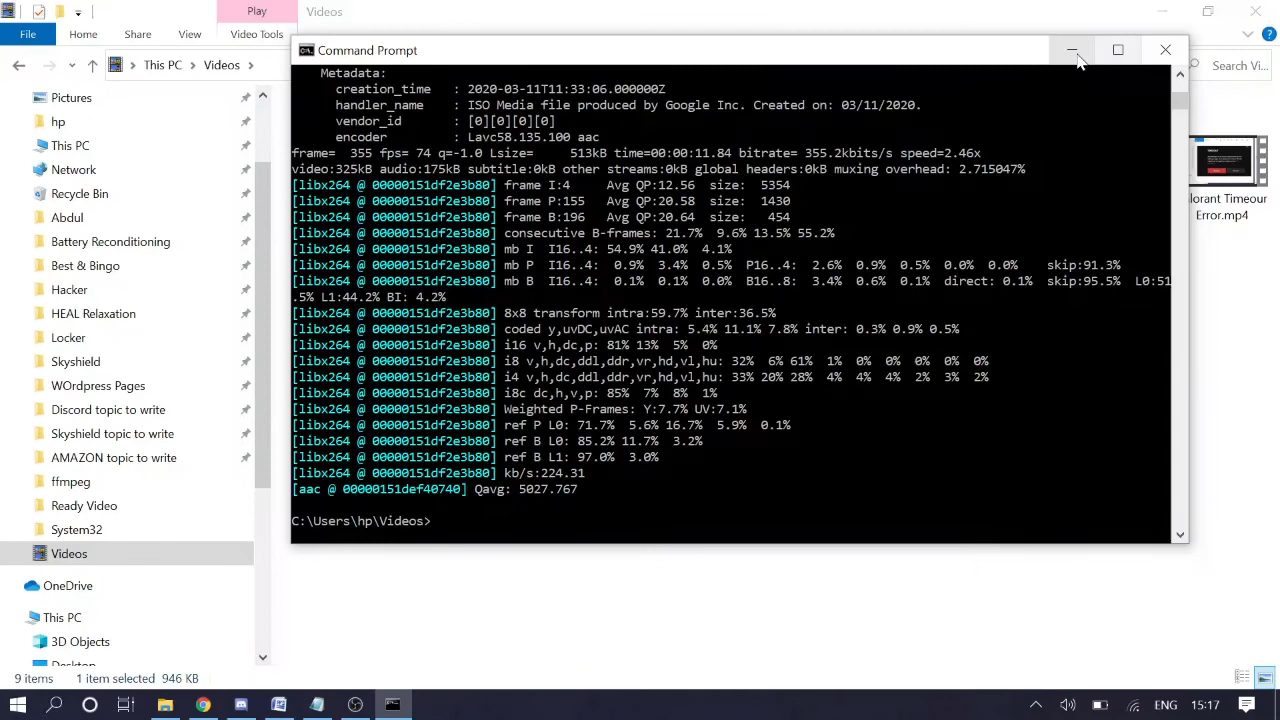 Play
Videos
File
Home
Share
View
Video Tools
This PC
Videos
Search Vi...
Pictures
hp
This PC
Network
Recycle Bin
Abdul
Battery Reconditioning
Best & Bingo
Hacker
HEAL Relaxation
Locker
Skyshield
WOrdpress Pages
Discord topic to write
Skyshield topic to write
AMAZON topic to write
ffmpeg
Ready Video
System32
Videos
OneDrive
This PC
3D Objects
Desktop
Command Prompt
Metadata:
creation_time : 2020-03-11T11:33:06.000000Z
handler_name : ISO Media file produced by Google Inc. Created on: 03/11/2020.
vendor_id : [0][0][0][0]
encoder : Lavc58.135.100 aac
frame= 355 fps= 74 q=-1.0 Lsize= 513kB time=00:00:11.84 bitrate= 355.2kbits/s speed=2.46x
video:325kB audio:175kB subtitle:0kB other streams:0kB global headers:0kB muxing overhead: 2.715047%
[libx264 @ 00000151df2e3b80] frame I:4 Avg QP:12.56 size: 5354
[libx264 @ 00000151df2e3b80] frame P:155 Avg QP:20.58 size: 1430
[libx264 @ 00000151df2e3b80] frame B:196 Avg QP:20.64 size: 454
[libx264 @ 00000151df2e3b80] consecutive B-frames: 21.7% 9.6% 13.5% 55.2%
[libx264 @ 00000151df2e3b80] mb I I16..4: 54.9% 41.0% 4.1%
[libx264 @ 00000151df2e3b80] mb P I16..4: 0.9% 3.4% 0.5% P16..4: 2.6% 0.9% 0.5% 0.0% 0.0% skip:91.3%
[libx264 @ 00000151df2e3b80] mb B I16..4: 0.1% 0.1% 0.0% B16..8: 3.4% 0.6% 0.1% direct: 0.1% skip:95.5% L0:51
.5% L1:44.2% BI: 4.2%
[libx264 @ 00000151df2e3b80] 8x8 transform intra:59.7% inter:36.5%
[libx264 @ 00000151df2e3b80] coded y,uvDC,uvAC intra: 5.4% 11.1% 7.8% inter: 0.3% 0.9% 0.5%
[libx264 @ 00000151df2e3b80] i16 v,h,dc,p: 81% 13% 5% 0%
[libx264 @ 00000151df2e3b80] i8 v,h,dc,ddl,ddr,vr,hd,vl,hu: 32% 6% 61% 1% 0% 0% 0% 0% 0%
[libx264 @ 00000151df2e3b80] i4 v,h,dc,ddl,ddr,vr,hd,vl,hu: 33% 20% 28% 4% 4% 4% 2% 3% 2%
[libx264 @ 00000151df2e3b80] i8c dc,h,v,p: 85% 7% 8% 1%
[libx264 @ 00000151df2e3b80] Weighted P-Frames: Y:7.7% UV:7.1%
[libx264 @ 00000151df2e3b80] ref P L0: 71.7% 5.6% 16.7% 5.9% 0.1%
[libx264 @ 00000151df2e3b80] ref B L0: 85.2% 11.7% 3.2%
[libx264 @ 00000151df2e3b80] ref B L1: 97.0% 3.0%
[libx264 @ 00000151df2e3b80] kb/s:224.31
[aac @ 00000151def40740] Qavg: 5027.767
C:\Users\hp\Videos>
lorant Timeour
Error.mp4
9 items
1 item selected 946 KB
ENG
15:17